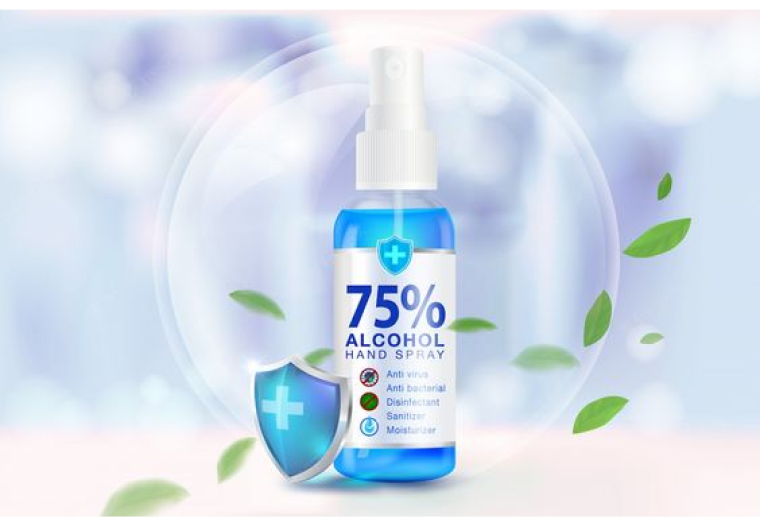 75%
ALCOHOL
HAND SPRAY
Anti virus
Anti bacterial
Disinfectant
Sanitizer
Moisturizer